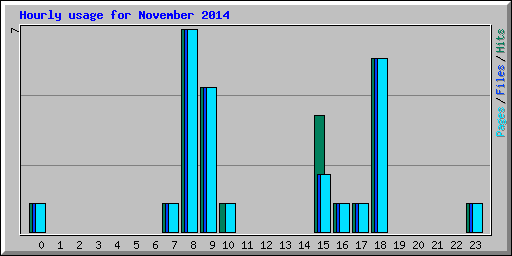 Hourly usage for November 2014
7
Pages/Files/Hits
0 1 2 3 4 5 6 7 8 9 10 11 12 13 14 15 16 17 18 19 20 21 22 23